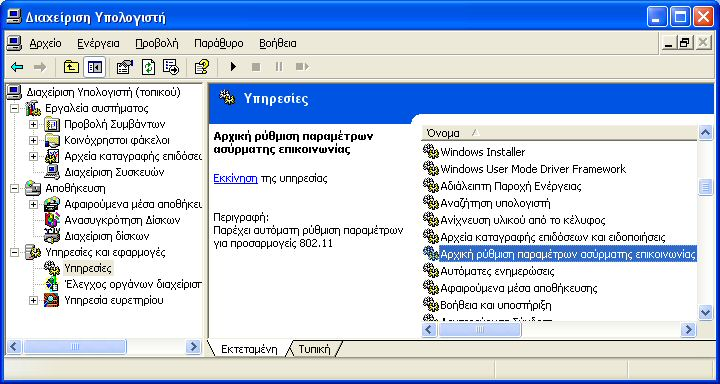 Διαχείριση Υπολογιστή
Αρχείο Ενέργεια Προβολή Παράθυρο Βοήθεια
Διαχείριση Υπολογιστή (τοπικού)
Εργαλεία συστήματος
Προβολή Συμβάντων
Κοινόχρηστοι φάκελοι
Αρχεία καταγραφής επιδόσε
Διαχείριση Συσκευών
Αποθήκευση
Αφαιρούμενα μέσα αποθήκευ
Ανασυγκρότηση Δίσκων
Διαχείριση δίσκων
Υπηρεσίες και εφαρμογές
Υπηρεσίες
Έλεγχος οργάνων διαχείριση
Υπηρεσία ευρετηρίου
Υπηρεσίες
Αρχική ρύθμιση παραμέτρων
ασύρματης επικοινωνίας
Εκκίνηση της υπηρεσίας
Περιγραφή:
Παρέχει αυτόματη ρύθμιση παραμέτρων
για προσαρμογείς 802.11
Όνομα
Windows Installer
Windows User Mode Driver Framework
Αδιάλειπτη Παροχή Ενέργειας
Αναζήτηση υπολογιστή
Ανίχνευση υλικού από το κέλυφος
Αρχεία καταγραφής επιδόσεων και ειδοποιήσεις
Αρχική ρύθμιση παραμέτρων ασύρματης επικοινωνίας
Αυτόματες ενημερώσεις
Αφαιρούμενα μέσα αποθήκευσης
Βοήθεια και υποστήριξη
Εκτεταμένη Τυπική